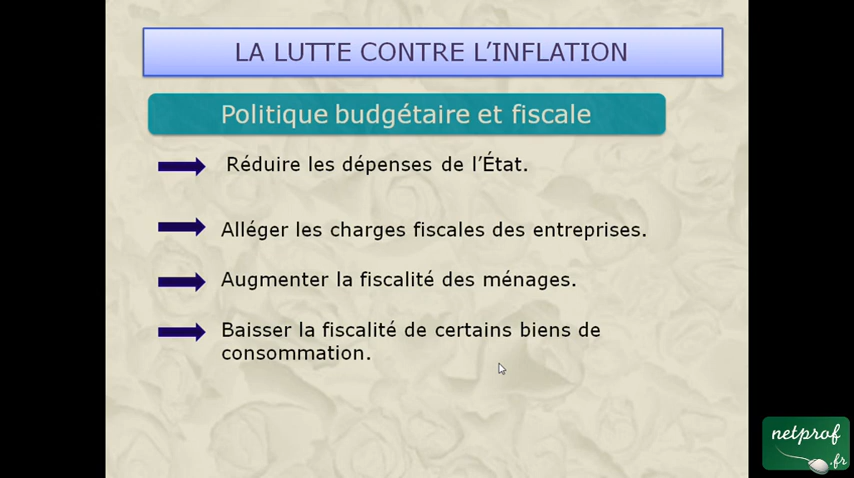 LA LUTTE CONTRE L’INFLATION
Politique budgétaire et fiscale
Réduire les dépenses de l’État.
Alléger les charges fiscales des entreprises.
Augmenter la fiscalité des ménages.
Baisser la fiscalité de certains biens de
consommation.
netprof
.fr